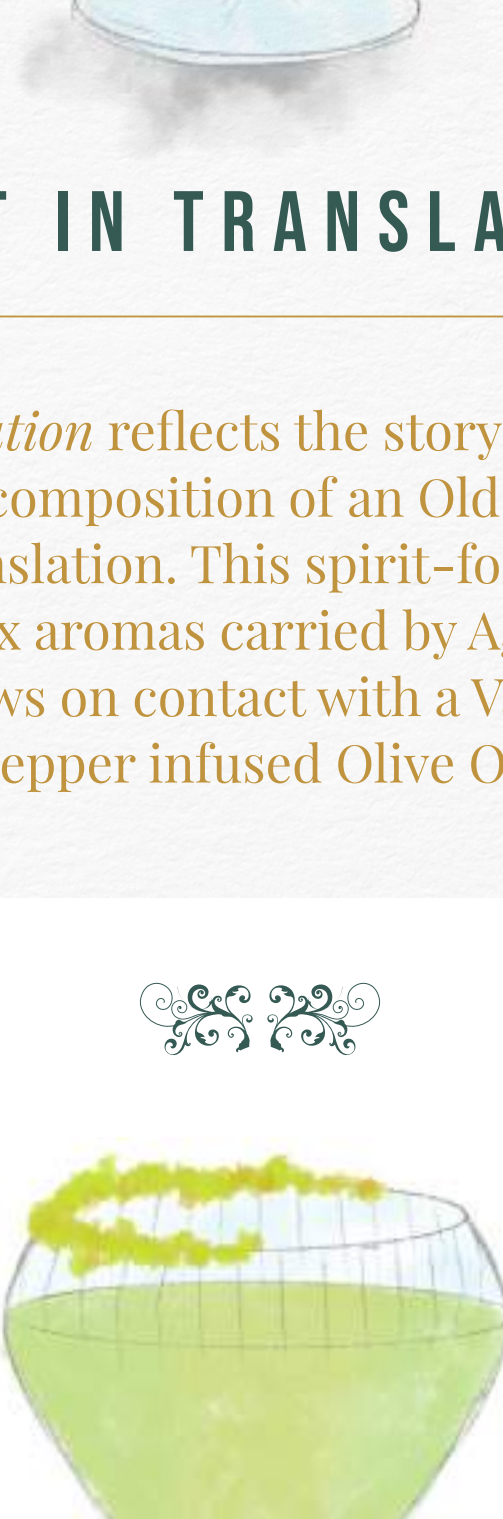 T IN TRANSLA
ation reflects the story
composition of an Old
nslation. This spirit-fo
x aromas carried by A
ws on contact with a V
epper infused Olive O